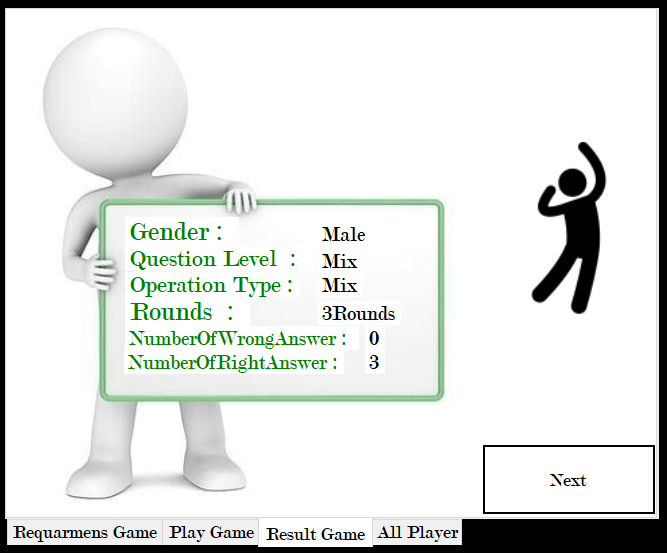 Gender : Male
Question Level : Mix
Operation Type : Mix
Rounds : 3Rounds
NumberOfWrongAnswer : 0
NumberOfRightAnswer : 3
Next
Requarmens Game Play Game Result Game All Player